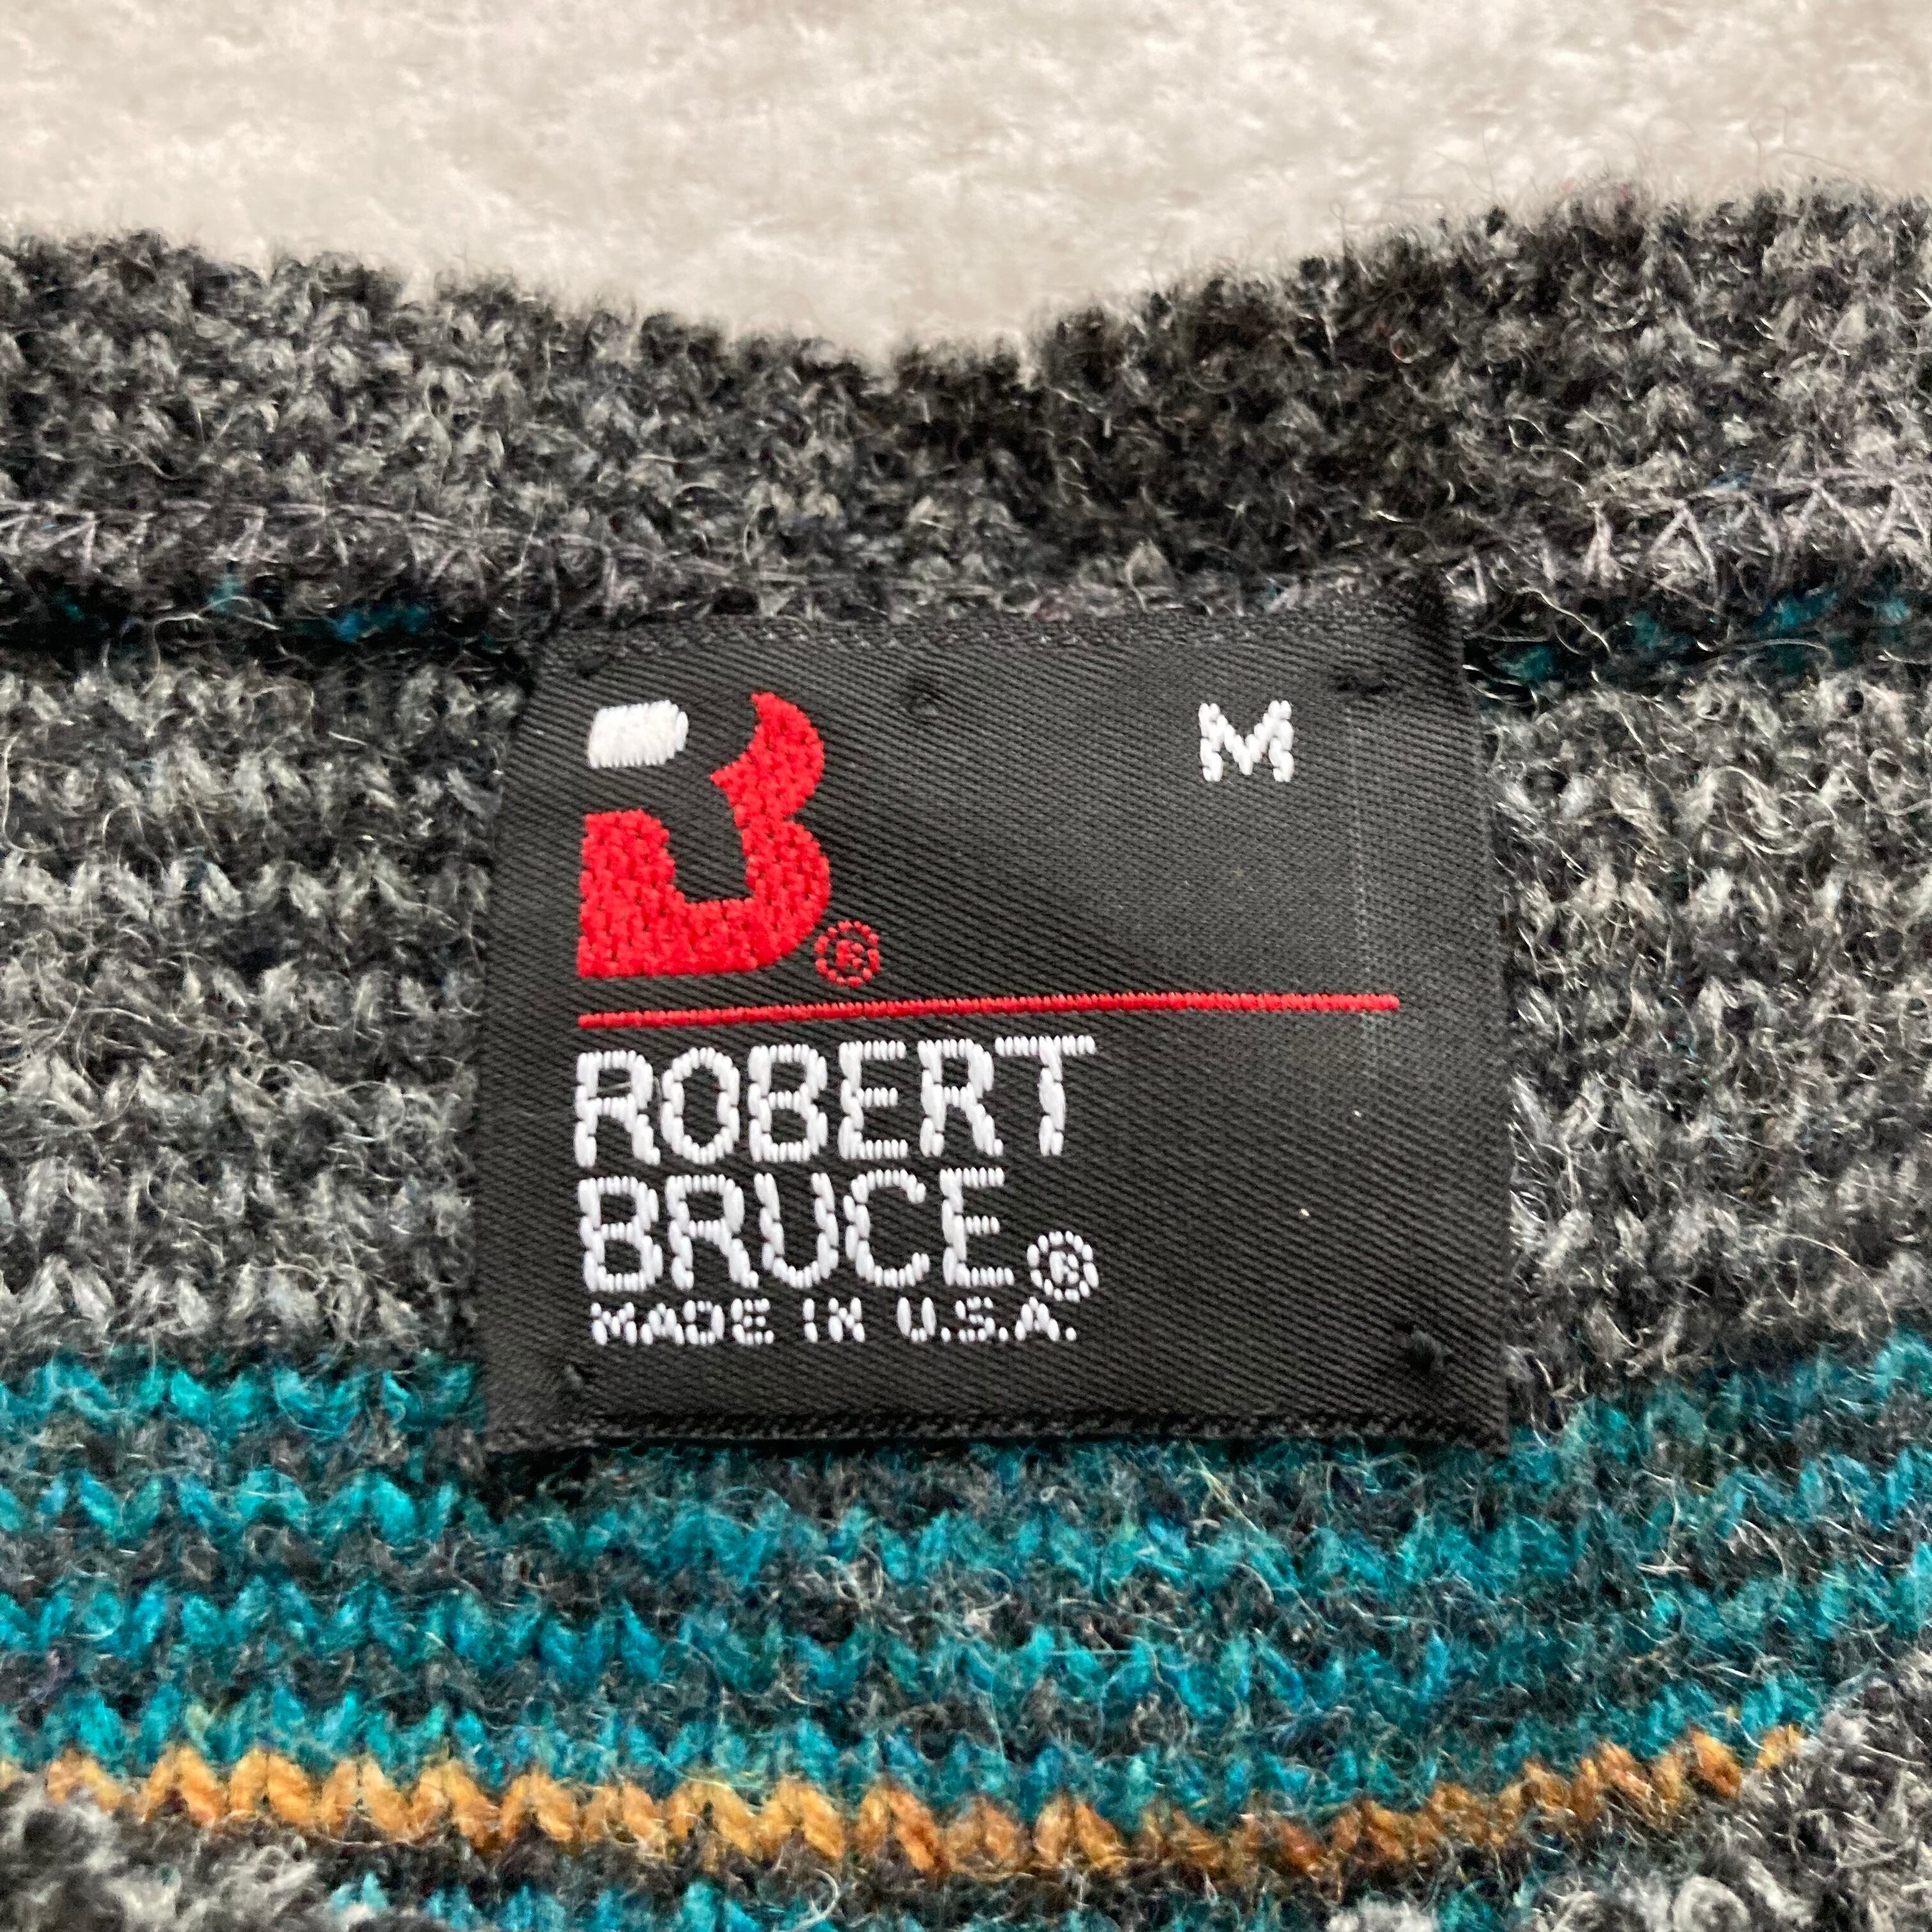 M
®
ROBERT
BRUCE®
MADE IN U.S.A.